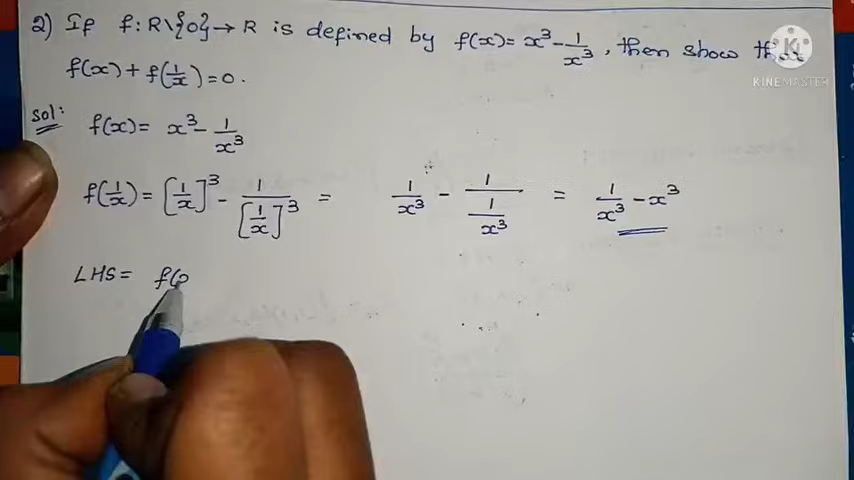 2) If f: R\{0}→R is defined by f(x)= x³ - 1/x³, then show that
f(x) + f(1/x) = 0.
Sol:
f(x)= x³ - 1/x³
f(1/x) = [1/x]³ - 1/[1/x]³ = 1/x³ - 1/(1/x³) = 1/x³ - x³
LHS = f(
KINEMASTER